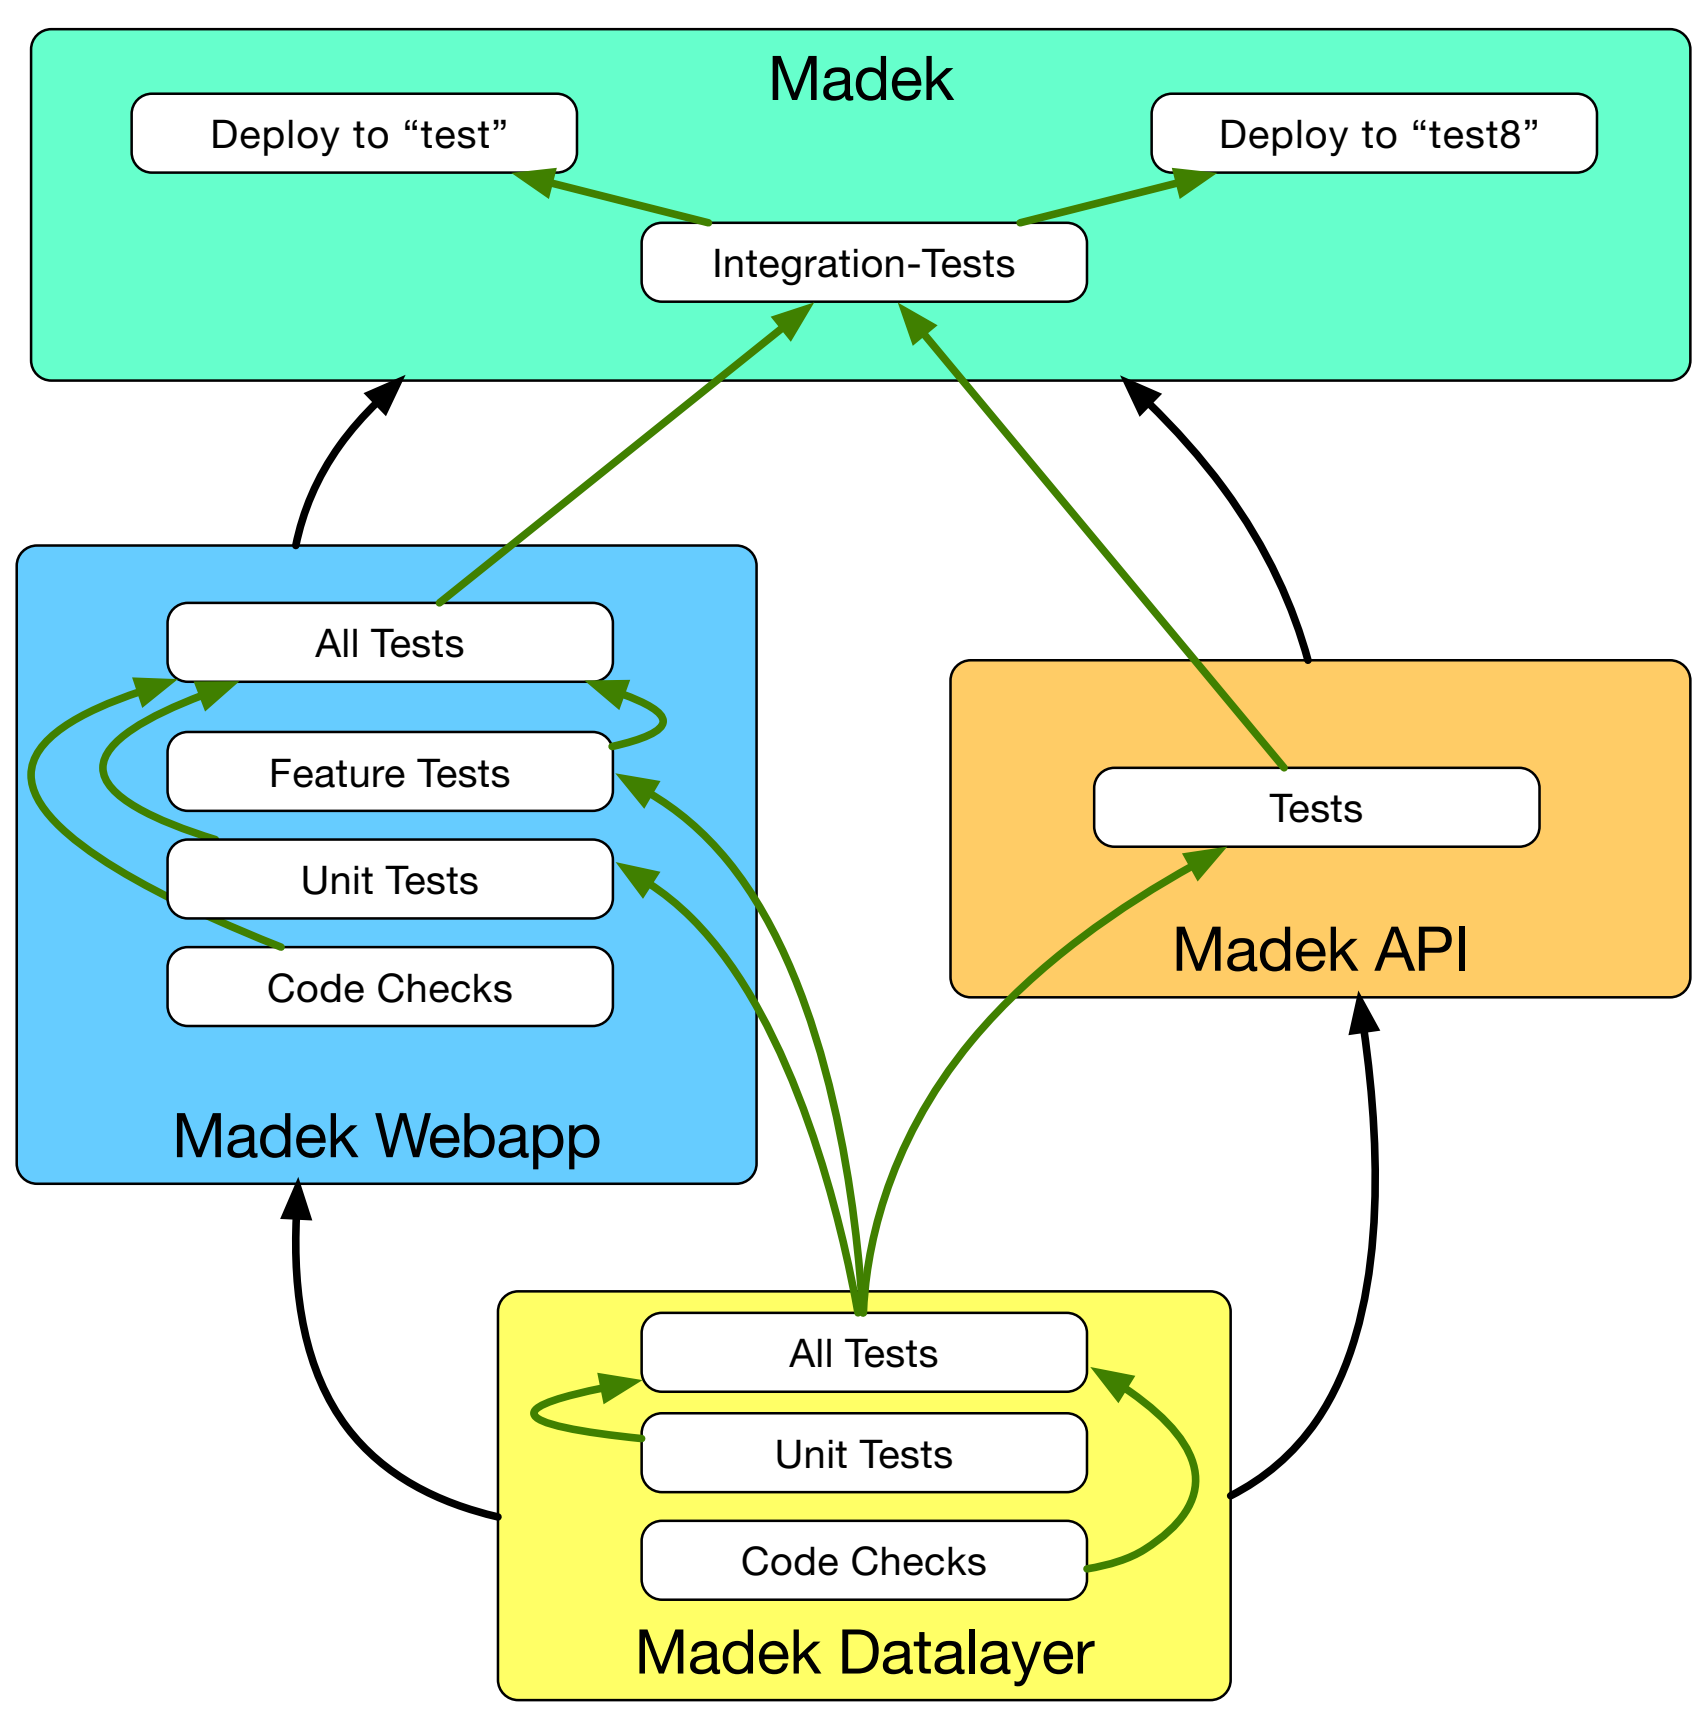 Madek
Deploy to “test”
Deploy to “test8”
Integration-Tests
All Tests
Feature Tests
Unit Tests
Code Checks
Madek Webapp
Tests
Madek API
All Tests
Unit Tests
Code Checks
Madek Datalayer